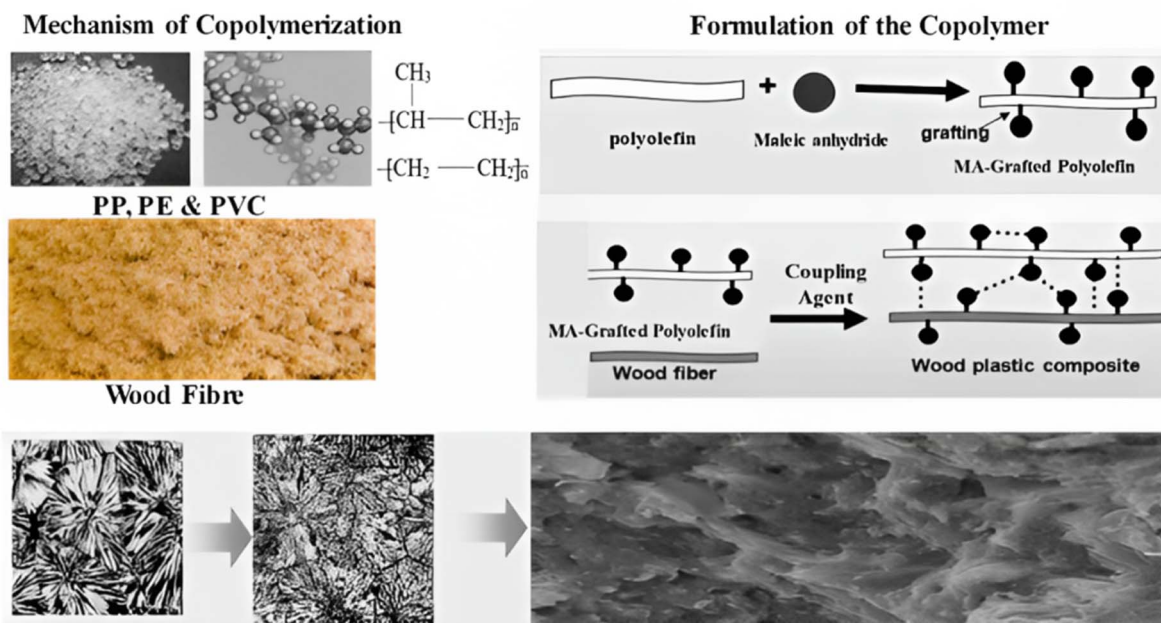 Mechanism of Copolymerization
CH₃
-[CH—CH₂]ₙ
-[CH₂—CH₂]ₙ
PP, PE & PVC
Wood Fibre
Formulation of the Copolymer
+
polyolefin
Maleic anhydride
grafting
MA-Grafted Polyolefin
MA-Grafted Polyolefin
Wood fiber
Coupling
Agent
Wood plastic composite